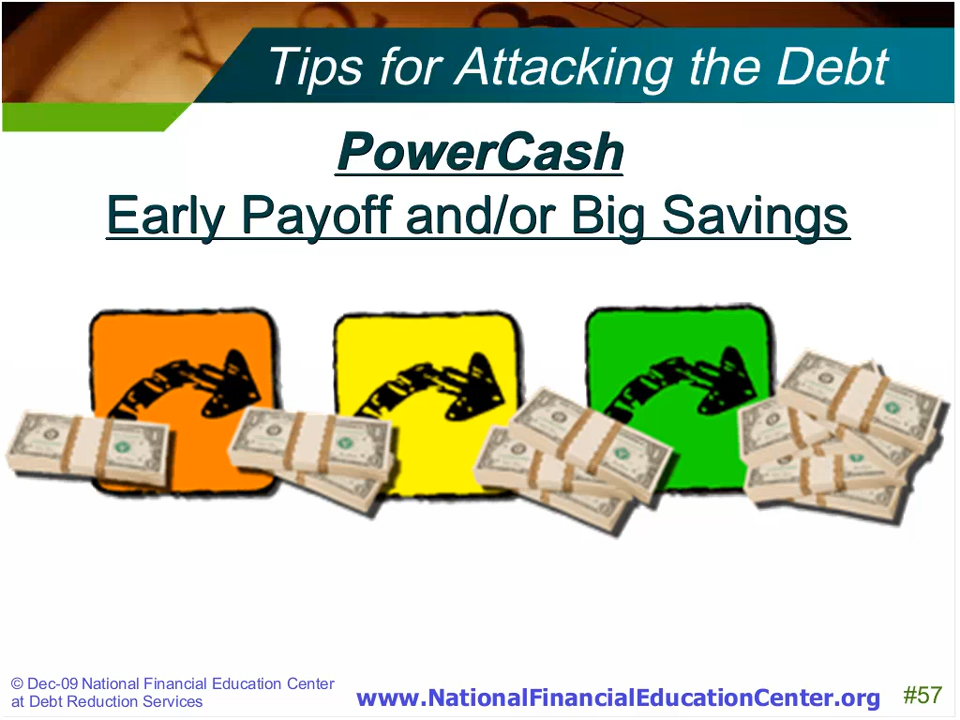 Tips for Attacking the Debt
PowerCash
Early Payoff and/or Big Savings
© Dec-09 National Financial Education Center
at Debt Reduction Services
www.NationalFinancialEducationCenter.org
#57